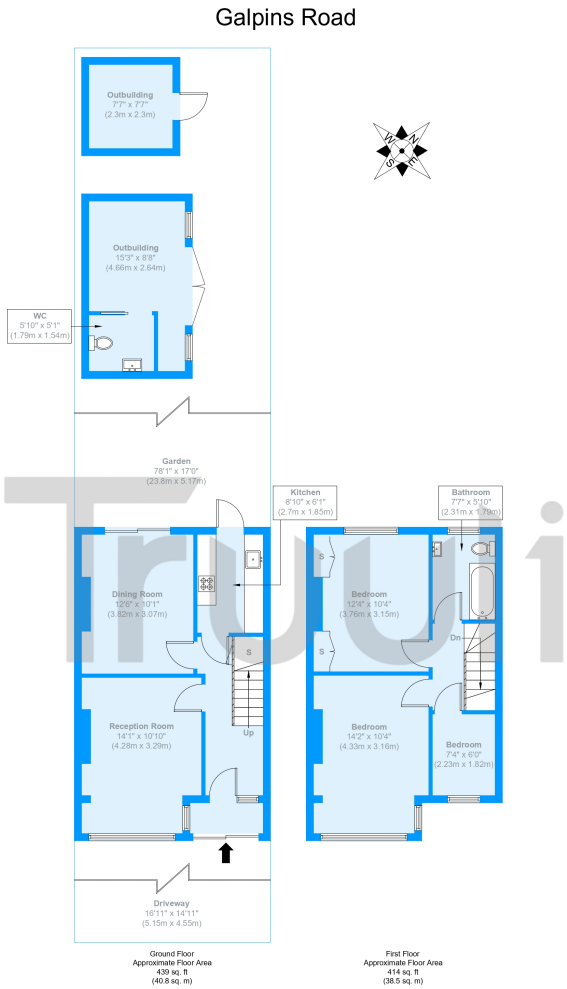 Galpins Road
Outbuilding
7'7" x 7'7"
(2.3m x 2.3m)
W
N
S
E
Outbuilding
15'3" x 8'8"
(4.66m x 2.64m)
WC
5'10" x 5'1"
(1.79m x 1.54m)
Garden
78'1" x 17'0"
(23.8m x 5.17m)
Kitchen
8'10" x 6'1"
(2.7m x 1.85m)
Bathroom
7'7" x 5'10"
(2.31m x 1.79m)
Truuli
Dining Room
12'6" x 10'1"
(3.82m x 3.07m)
S
Bedroom
12'4" x 10'4"
(3.76m x 3.15m)
S
S
Dn
Reception Room
14'1" x 10'10"
(4.28m x 3.29m)
Up
Bedroom
14'2" x 10'4"
(4.33m x 3.16m)
Bedroom
7'4" x 6'0"
(2.23m x 1.82m)
Driveway
16'11" x 14'11"
(5.15m x 4.55m)
Ground Floor
Approximate Floor Area
439 sq. ft
(40.8 sq. m)
First Floor
Approximate Floor Area
414 sq. ft
(38.5 sq. m)